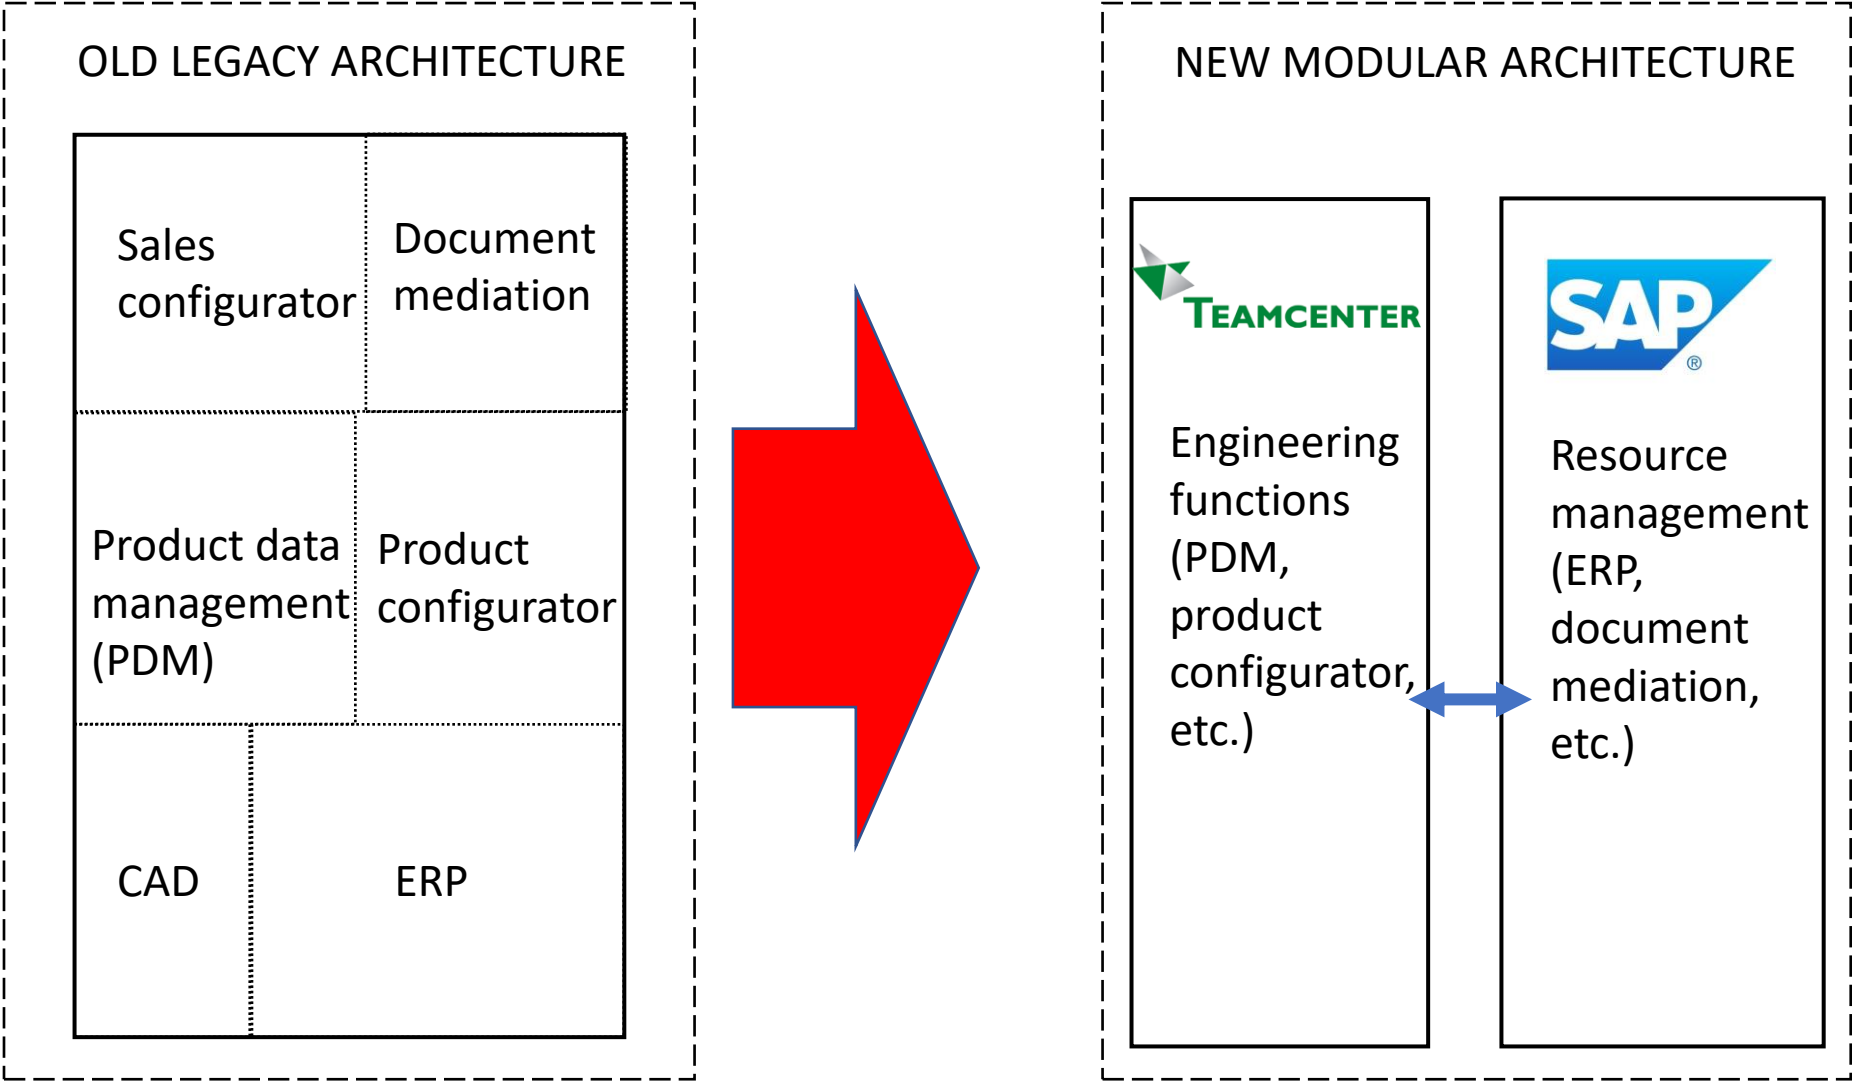 OLD LEGACY ARCHITECTURE
Sales
configurator
Document
mediation
Product data
management
(PDM)
Product
configurator
CAD
ERP
NEW MODULAR ARCHITECTURE
TEAMCENTER
Engineering
functions
(PDM,
product
configurator,
etc.)
SAP
®
Resource
management
(ERP,
document
mediation,
etc.)